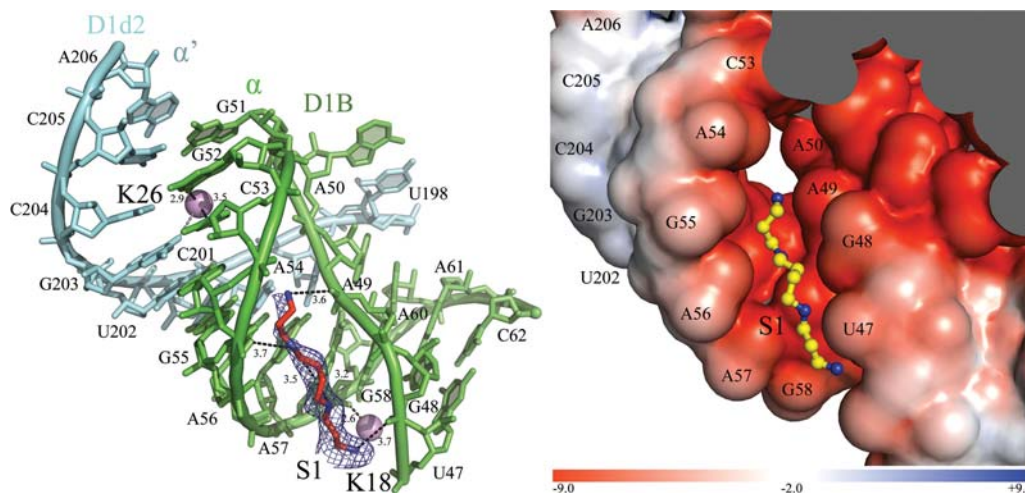 D1d2
α'
A206
C205
α
D1B
G51
G52
K26
2.9
3.5
C53
A50
U198
C204
C201
G203
A54
A49
A61
U202
3.6
A60
C62
G55
3.7
3.5
3.2
G58
G48
A56
2.6
A57
3.7
S1
K18
U47
A206
C53
C205
A54
A50
C204
A49
G203
G55
G48
U202
A56
S1
U47
A57
G58
-9.0
-2.0
+9.